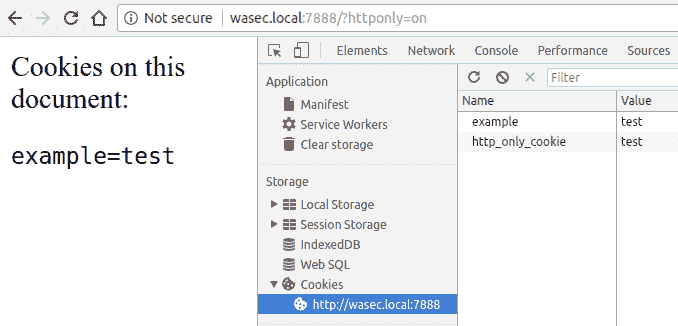 Not secure | wasec.local:7888/?httponly=on
Cookies on this
document:
example=test
Elements Network Console Performance Sources
Application
Manifest
Service Workers
Clear storage
Storage
Local Storage
Session Storage
IndexedDB
Web SQL
Cookies
http://wasec.local:7888
Filter
Name Value
example test
http_only_cookie test